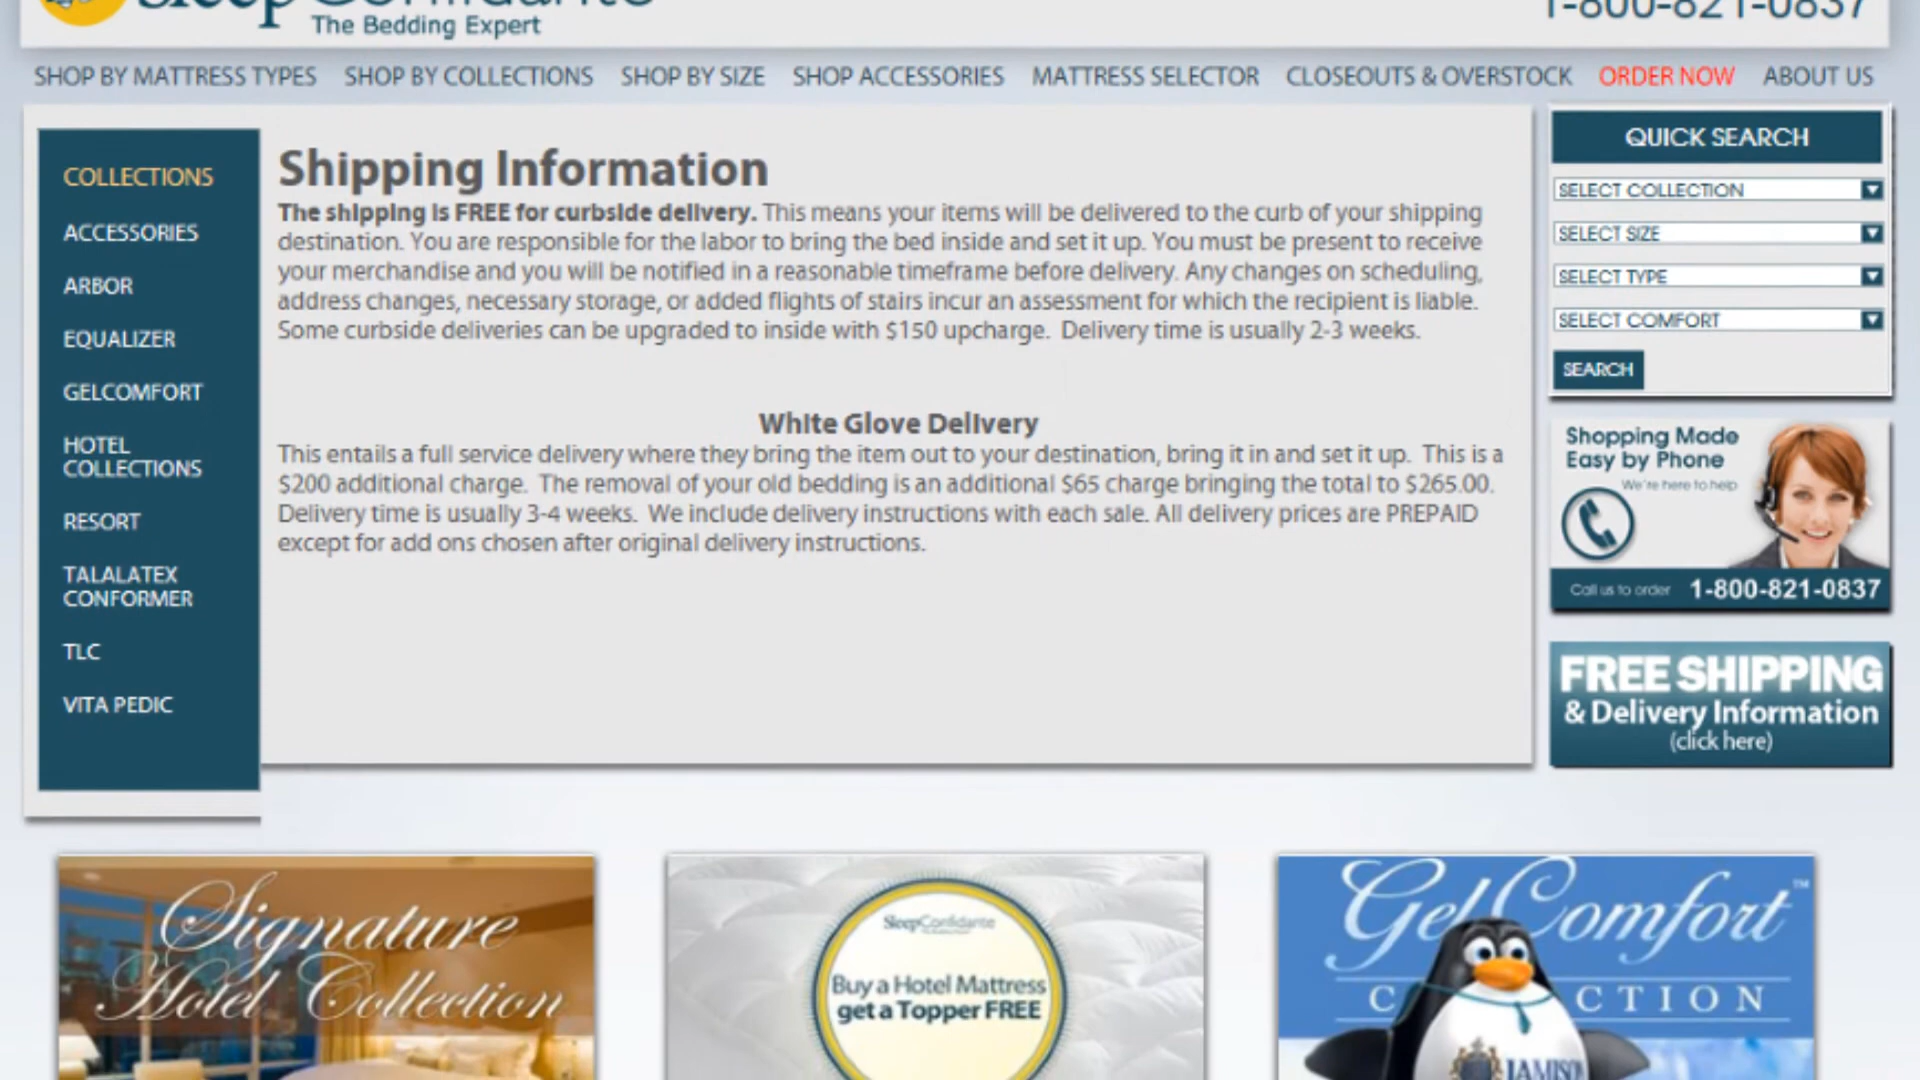 The Bedding Expert
1-800-821-0837
SHOP BY MATTRESS TYPES SHOP BY COLLECTIONS SHOP BY SIZE SHOP ACCESSORIES MATTRESS SELECTOR CLOSEOUTS & OVERSTOCK ORDER NOW ABOUT US
COLLECTIONS
ACCESSORIES
ARBOR
EQUALIZER
GELCOMFORT
HOTEL
COLLECTIONS
RESORT
TALALATEX
CONFORMER
TLC
VITA PEDIC
Shipping Information
The shipping is FREE for curbside delivery. This means your items will be delivered to the curb of your shipping
destination. You are responsible for the labor to bring the bed inside and set it up. You must be present to receive
your merchandise and you will be notified in a reasonable timeframe before delivery. Any changes on scheduling,
address changes, necessary storage, or added flights of stairs incur an assessment for which the recipient is liable.
Some curbside deliveries can be upgraded to inside with $150 upcharge. Delivery time is usually 2-3 weeks.
White Glove Delivery
This entails a full service delivery where they bring the item out to your destination, bring it in and set it up. This is a
$200 additional charge. The removal of your old bedding is an additional $65 charge bringing the total to $265.00.
Delivery time is usually 3-4 weeks. We include delivery instructions with each sale. All delivery prices are PREPAID
except for add ons chosen after original delivery instructions.
QUICK SEARCH
SELECT COLLECTION
SELECT SIZE
SELECT TYPE
SELECT COMFORT
SEARCH
Shopping Made
Easy by Phone
We're here to help
Call us to order 1-800-821-0837
FREE SHIPPING
& Delivery Information
(click here)
Signature
Hotel Collection
SleepConfidante
Buy a Hotel Mattress
get a Topper FREE
GelComfort™
C CTION
JAMISON